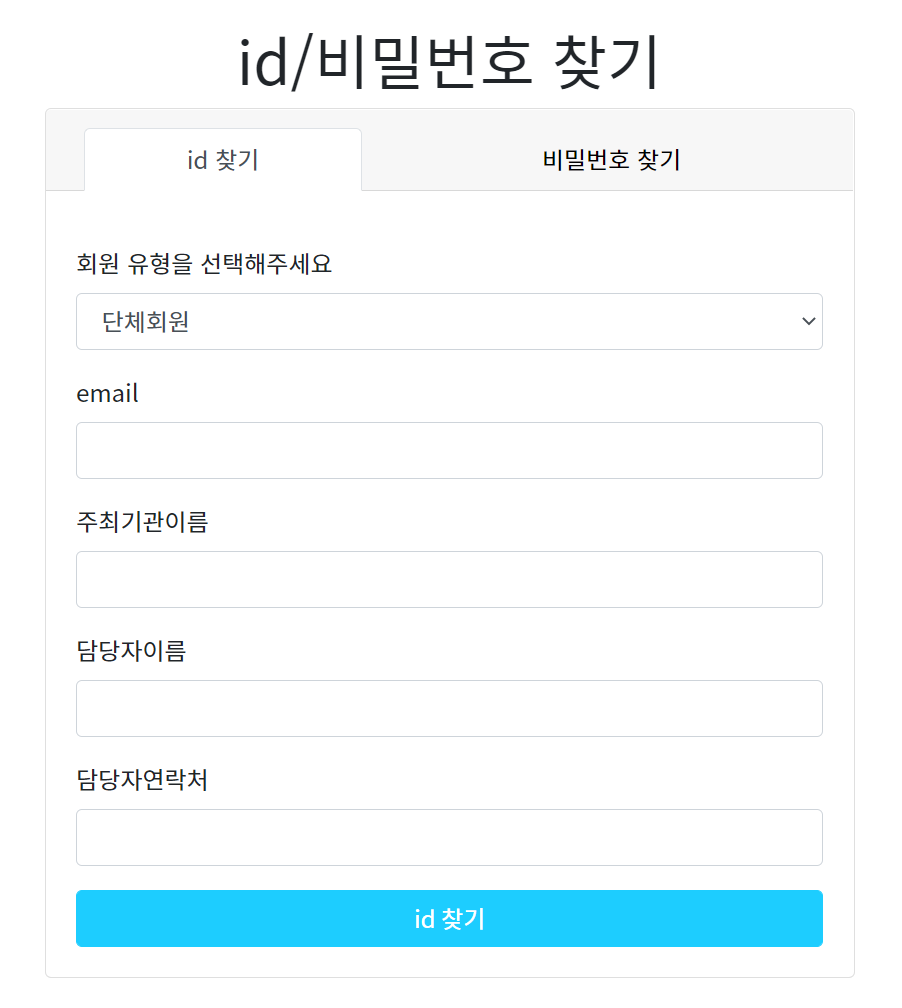 id/비밀번호 찾기
id 찾기
비밀번호 찾기
회원 유형을 선택해주세요
단체회원
email
주최기관이름
담당자이름
담당자연락처
id 찾기